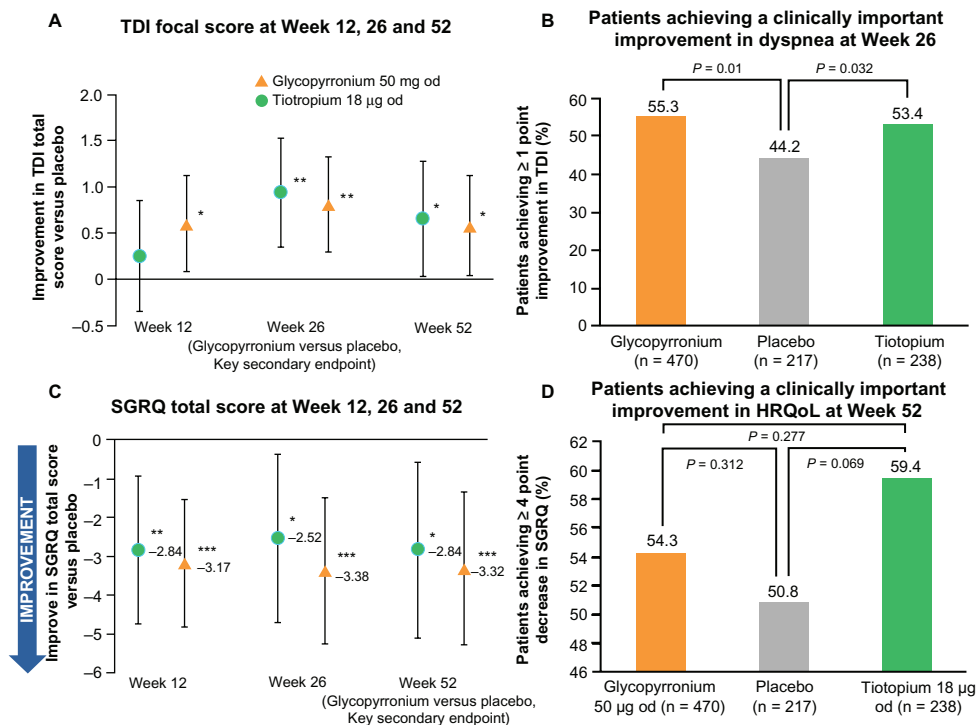 A
TDI focal score at Week 12, 26 and 52
Glycopyrronium 50 mg od
Tiotropium 18 µg od
Improvement in TDI total
score versus placebo
2.0
1.5
1.0
0.5
0
–0.5
*
**
**
*
*
Week 12
Week 26
Week 52
(Glycopyrronium versus placebo,
Key secondary endpoint)
B
Patients achieving a clinically important
improvement in dyspnea at Week 26
P = 0.01
P = 0.032
Patients achieving ≥ 1 point
improvement in TDI (%)
60
50
40
30
20
10
0
55.3
44.2
53.4
Glycopyrronium
(n = 470)
Placebo
(n = 217)
Tiotopium
(n = 238)
C
SGRQ total score at Week 12, 26 and 52
IMPROVEMENT
Improve in SGRQ total score
versus placebo
0
–1
–2
–3
–4
–5
–6
**
–2.84
***
–3.17
*
–2.52
***
–3.38
*
–2.84
***
–3.32
Week 12
Week 26
Week 52
(Glycopyrronium versus placebo,
Key secondary endpoint)
D
Patients achieving a clinically important
improvement in HRQoL at Week 52
P = 0.277
P = 0.312
P = 0.069
Patients achieving ≥ 4 point
decrease in SGRQ (%)
62
60
58
56
54
52
50
48
46
54.3
50.8
59.4
Glycopyrronium
50 µg od (n = 470)
Placebo
(n = 217)
Tiotopium 18 µg
od (n = 238)